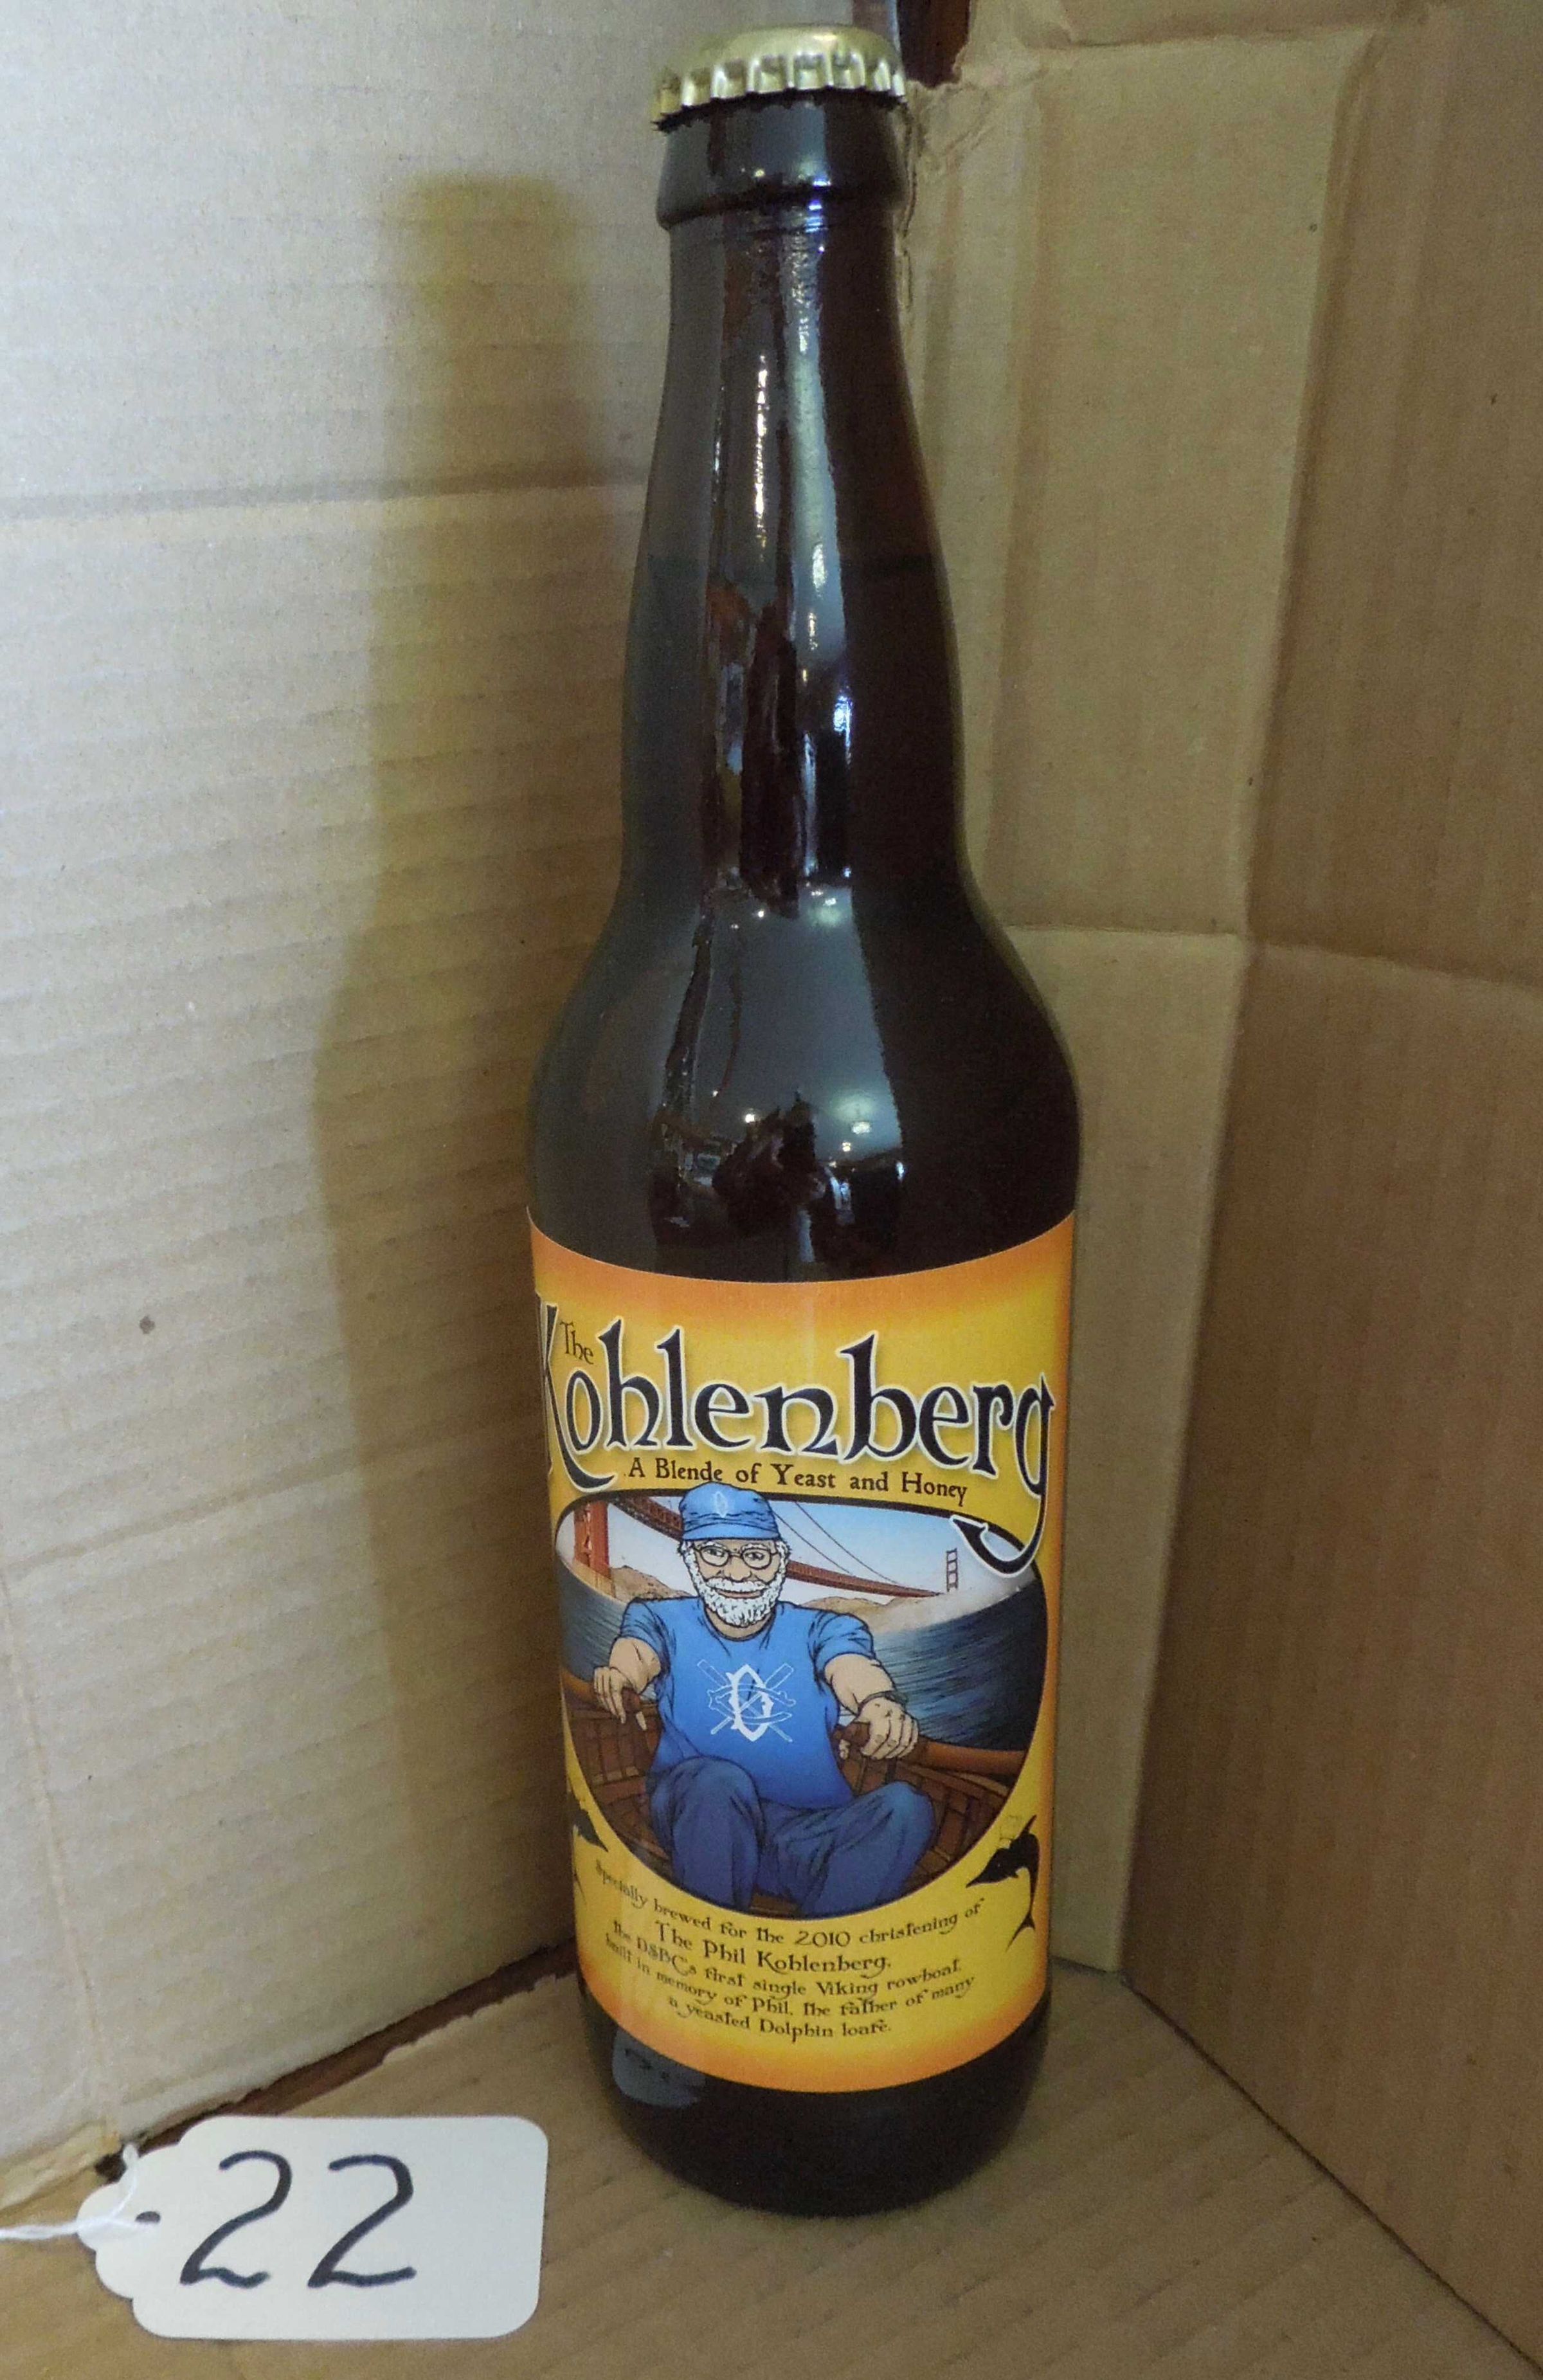 The
Kohlenberg
A Blende of Yeast and Honey
Specially brewed for the 2010 christening of
The Phil Kohlenberg,
the DSBCs first single Viking rowboat,
built in memory of Phil, the father of many
a yeasted Dolphin loafe.
22